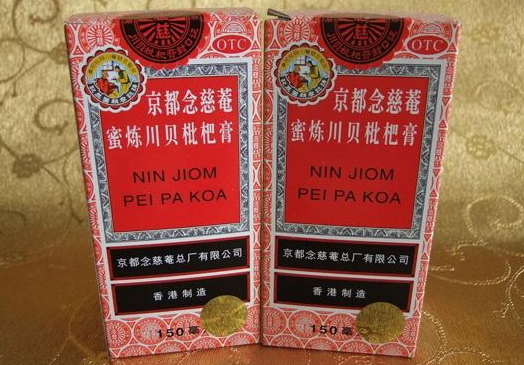 OTC
京都念慈菴
蜜炼川贝枇杷膏
NIN JIOM
PEI PA KOA
京都念慈菴总厂有限公司
香港制造
150毫
OTC
京都念慈菴
蜜炼川贝枇杷膏
NIN JIOM
PEI PA KOA
京都念慈菴总厂有限公司
香港制造
150毫